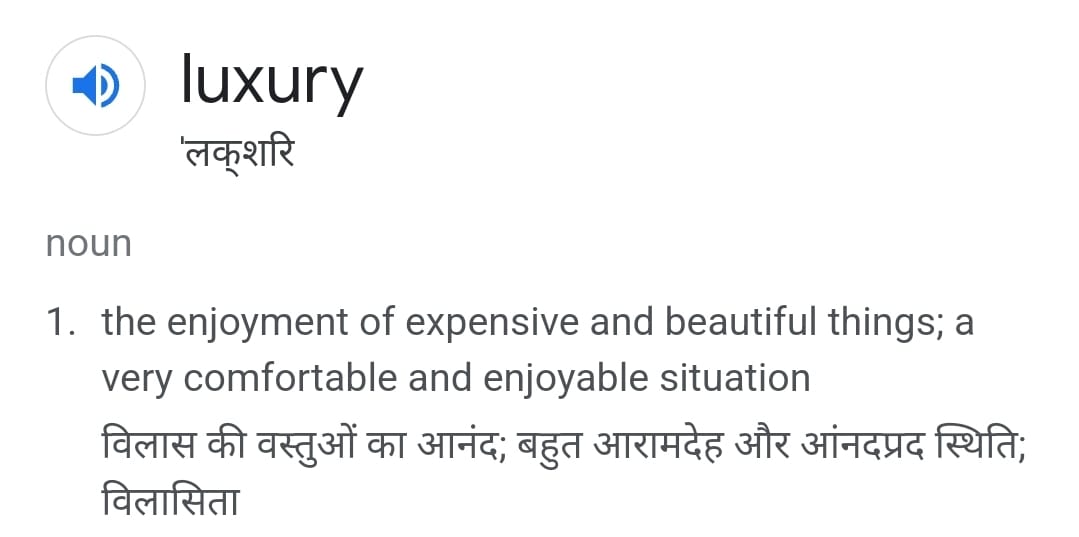 luxury
'लक्शरि
noun
1. the enjoyment of expensive and beautiful things; a
very comfortable and enjoyable situation
विलास की वस्तुओं का आनंद; बहुत आरामदेह और आंनदप्रद स्थिति;
विलासिता